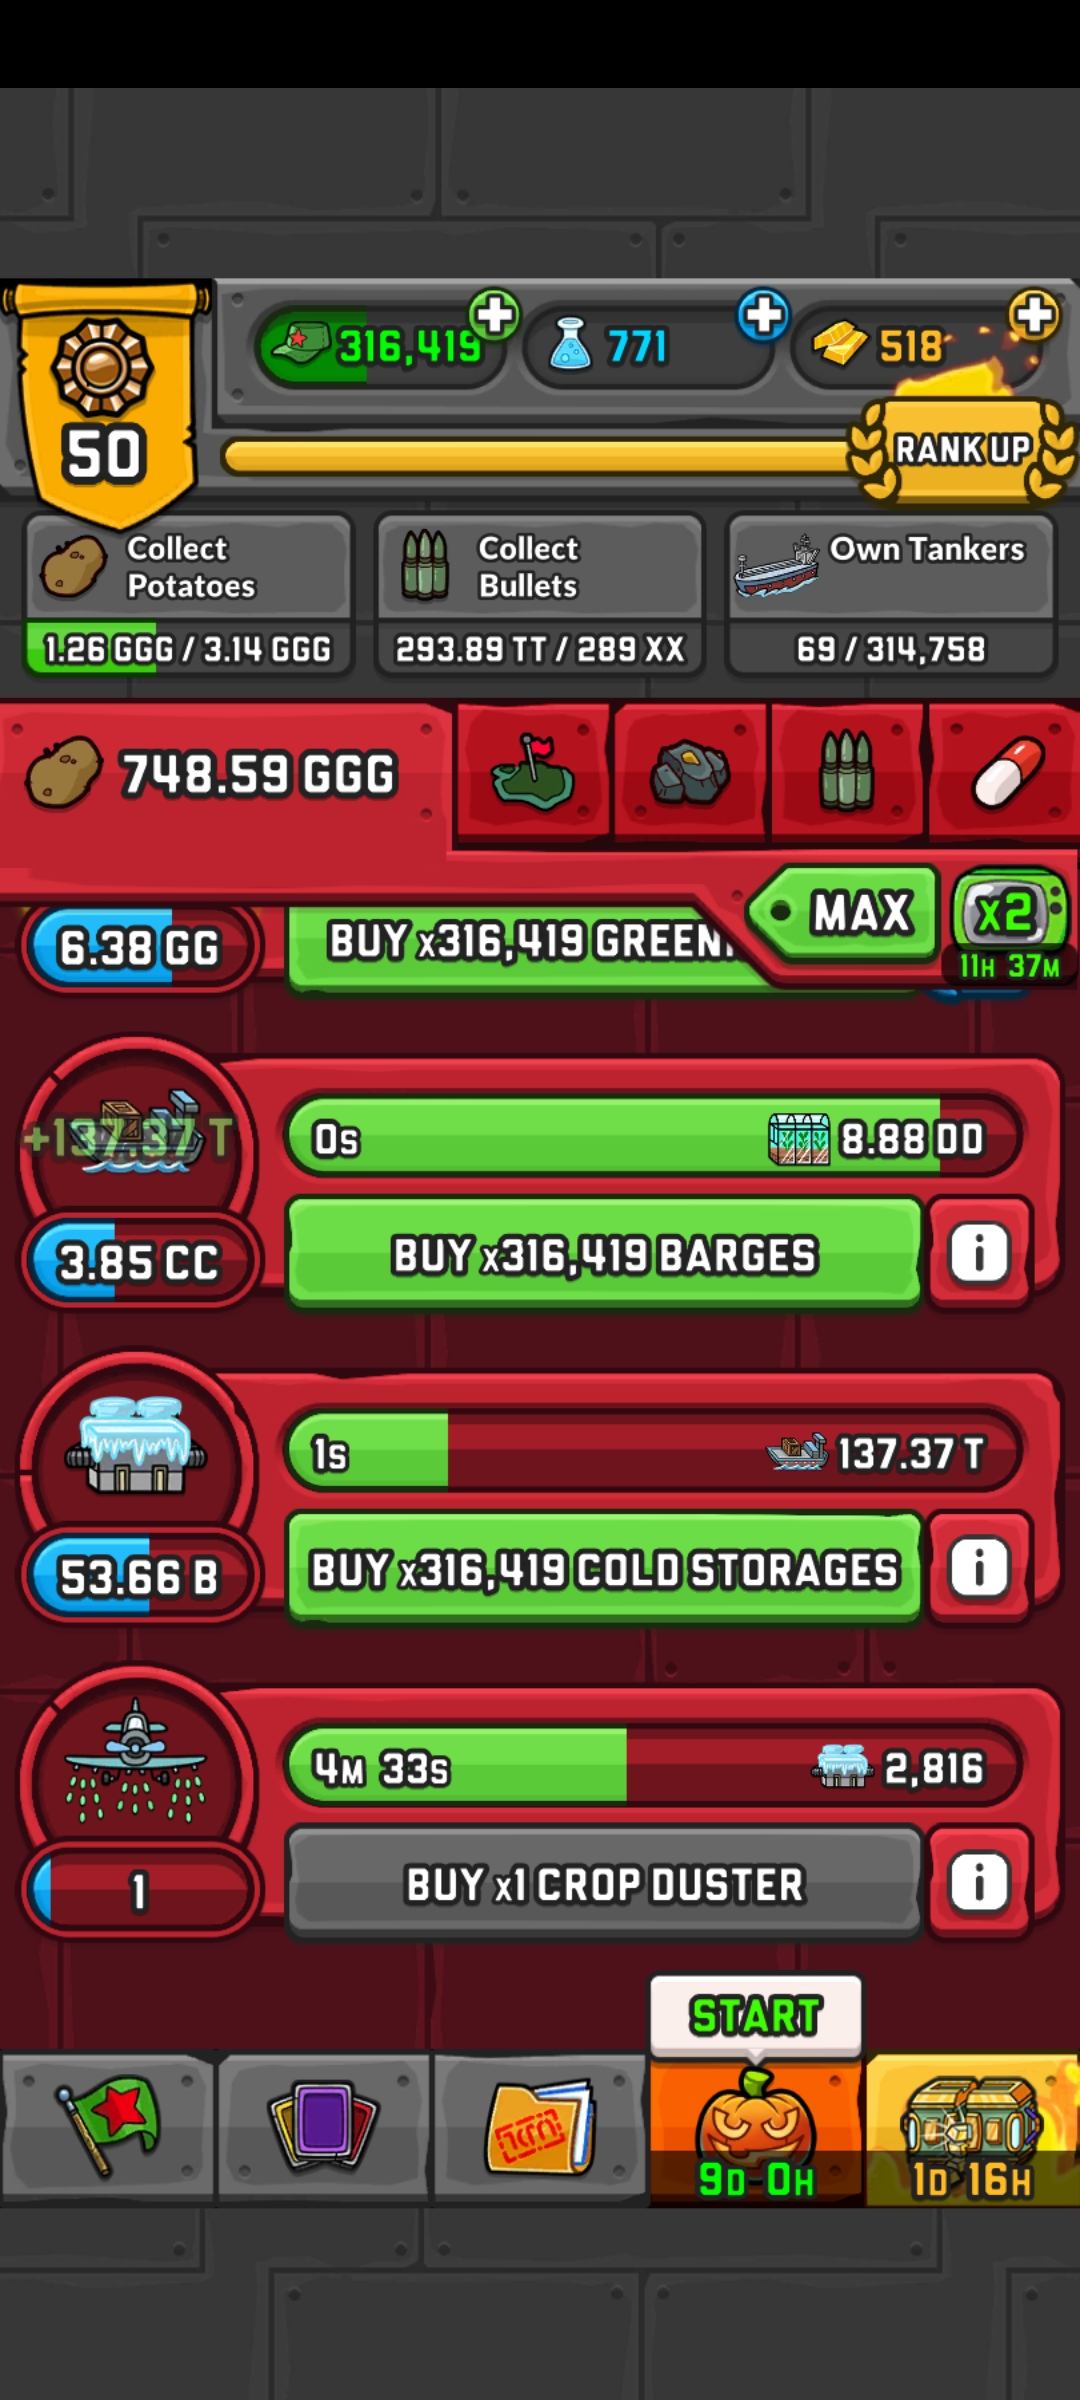 316,419
771
518
50
RANK UP
Collect
Potatoes
1.26 GGG / 3.14 GGG
Collect
Bullets
293.89 TT / 289 XX
Own Tankers
69 / 314,758
748.59 GGG
MAX
x2
11H 37M
6.38 GG
BUY x316,419
+137.37 T
0s
8.88 DD
3.85 CC
BUY x316,419 BARGES
i
1s
137.37 T
53.66 B
BUY x316,419 COLD STORAGES
i
4M 33s
2,816
1
BUY x1 CROP DUSTER
i
START
9D 0H
1D 16H